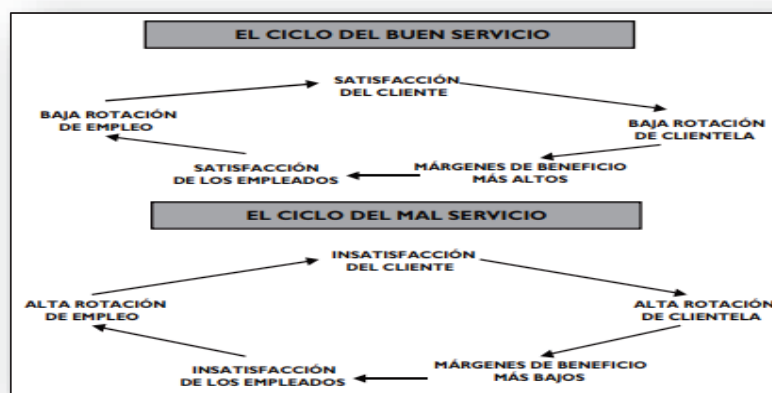 EL CICLO DEL BUEN SERVICIO
SATISFACCIÓN
DEL CLIENTE
BAJA ROTACIÓN
DE EMPLEO
BAJA ROTACIÓN
DE CLIENTELA
SATISFACCIÓN
DE LOS EMPLEADOS
MÁRGENES DE BENEFICIO
MÁS ALTOS
EL CICLO DEL MAL SERVICIO
INSATISFACCIÓN
DEL CLIENTE
ALTA ROTACIÓN
DE EMPLEO
ALTA ROTACIÓN
DE CLIENTELA
INSATISFACCIÓN
DE LOS EMPLEADOS
MÁRGENES DE BENEFICIO
MÁS BAJOS